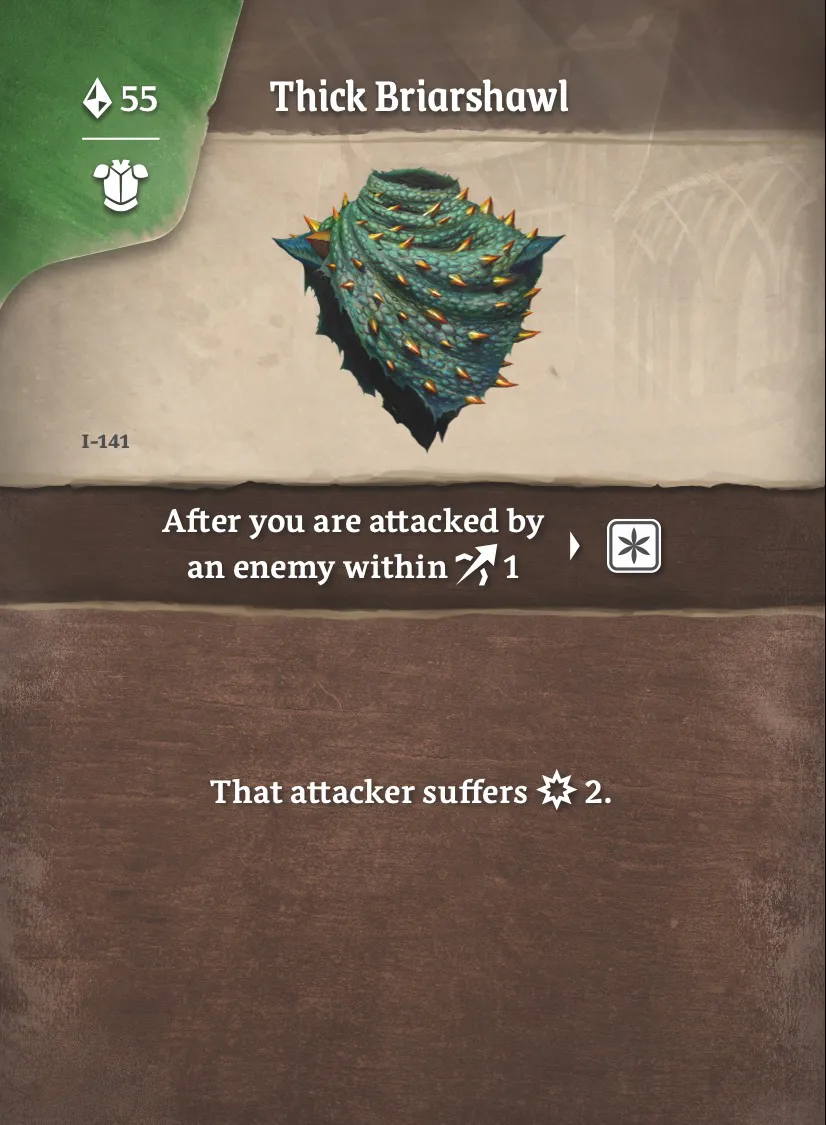 55
Thick Briarshawl
I-141
After you are attacked by
an enemy within 1
That attacker suffers 2.